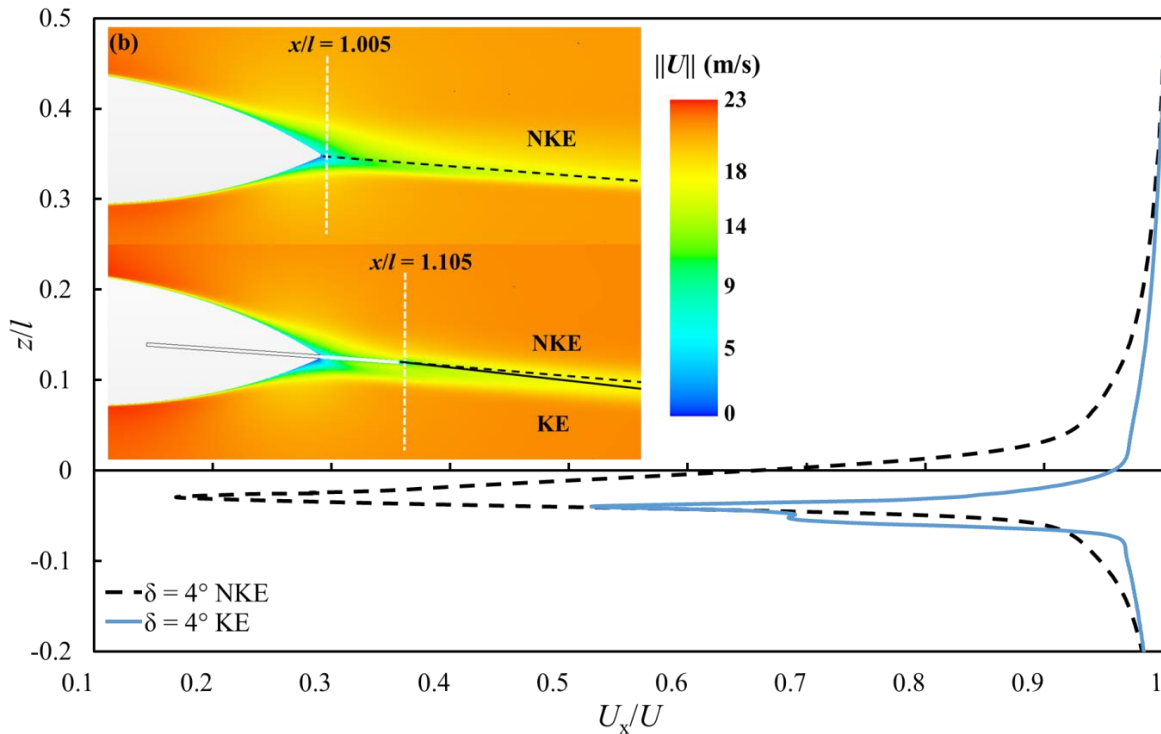 0.5
0.4
0.3
0.2
0.1
0
-0.1
-0.2
z/l
(b)
x/l = 1.005
NKE
x/l = 1.105
NKE
KE
||U|| (m/s)
23
18
14
9
5
0
δ = 4° NKE
δ = 4° KE
0.1 0.2 0.3 0.4 0.5 0.6 0.7 0.8 0.9 1
Ux/U